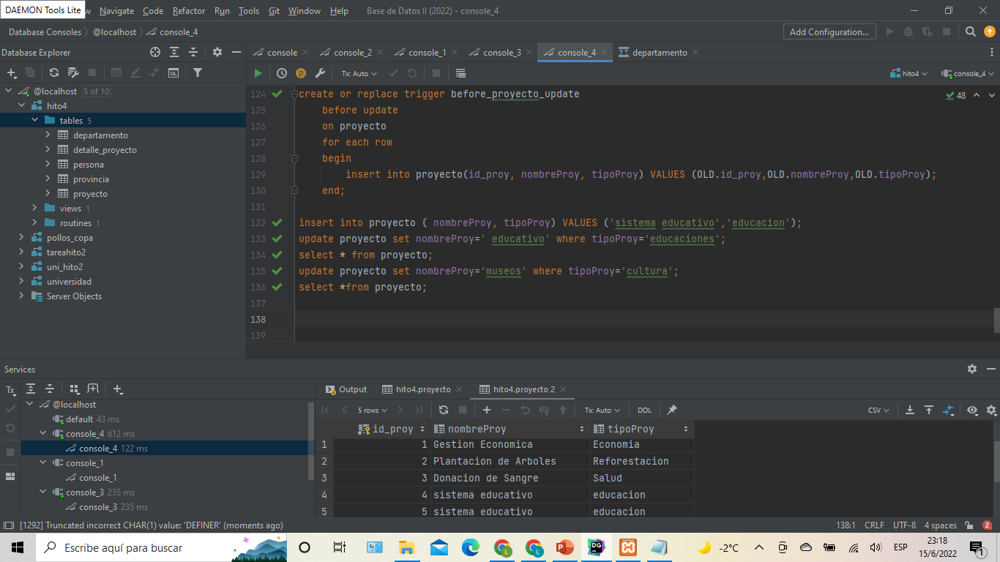 DAEMON Tools Lite
w Navigate Code Refactor Run Tools Git Window Help Base de Datos II (2022) - console_4
Database Consoles @localhost console_4 Add Configuration...
Database Explorer
console console_2 console_1 console_3 console_4 departamento
QL
p Tx: Auto hito4 console_4
@localhost 5 of 10
hito4
tables 5
departamento
detalle_proyecto
persona
provincia
proyecto
views 1
routines 1
pollos_copa
tareahito2
uni_hito2
universidad
Server Objects
48
124 create or replace trigger before_proyecto_update
125 before update
126 on proyecto
127 for each row
128 begin
129 insert into proyecto(id_proy, nombreProy, tipoProy) VALUES (OLD.id_proy,OLD.nombreProy,OLD.tipoProy);
130 end;
131
132 insert into proyecto ( nombreProy, tipoProy) VALUES ('sistema educativo','educacion');
133 update proyecto set nombreProy=' educativo' where tipoProy='educaciones';
134 select * from proyecto;
135 update proyecto set nombreProy='museos' where tipoProy='cultura';
136 select *from proyecto;
137
138
139
Services
Tx
@localhost
default 43 ms
console_4 612 ms
console_4 122 ms
console_1
console_1
console_3 235 ms
console_3 235 ms
Output hito4.proyecto hito4.proyecto 2
5 rows Tx: Auto DDL CSV
id_proy nombreProy tipoProy
1 1 Gestion Economica Economia
2 2 Plantacion de Arboles Reforestacion
3 3 Donacion de Sangre Salud
4 4 sistema educativo educacion
5 5 sistema educativo educacion
[1292] Truncated incorrect CHAR(1) value: 'DEFINER' (moments ago) 138:1 CRLF UTF-8 4 spaces 2
Escribe aquí para buscar
L L P DG
-2°C ESP
23:18
15/6/2022
1